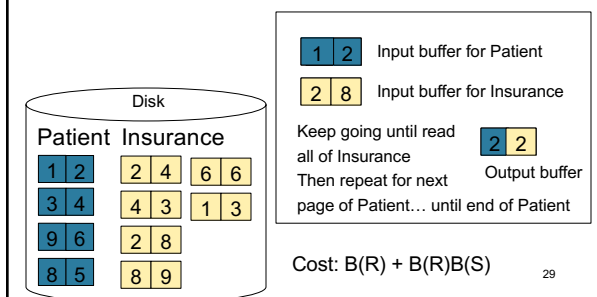 Disk
Patient Insurance
1 2 2 4 6 6
3 4 4 3 1 3
9 6 2 8
8 5 8 9
1 2 Input buffer for Patient
2 8 Input buffer for Insurance
Keep going until read
all of Insurance
Then repeat for next
page of Patient… until end of Patient
2 2
Output buffer
Cost: B(R) + B(R)B(S)
29